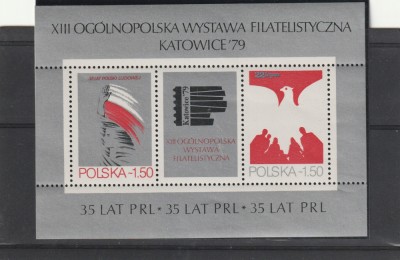 XIII OGÓLNOPOLSKA WYSTAWA FILATELISTYCZNA
KATOWICE '79
Katowice '79
XIII OGÓLNOPOLSKA
WYSTAWA
FILATELISTYCZNA
POLSKA-1.50
POLSKA-1.50
35 LAT PRL • 35 LAT PRL • 35 LAT PRL